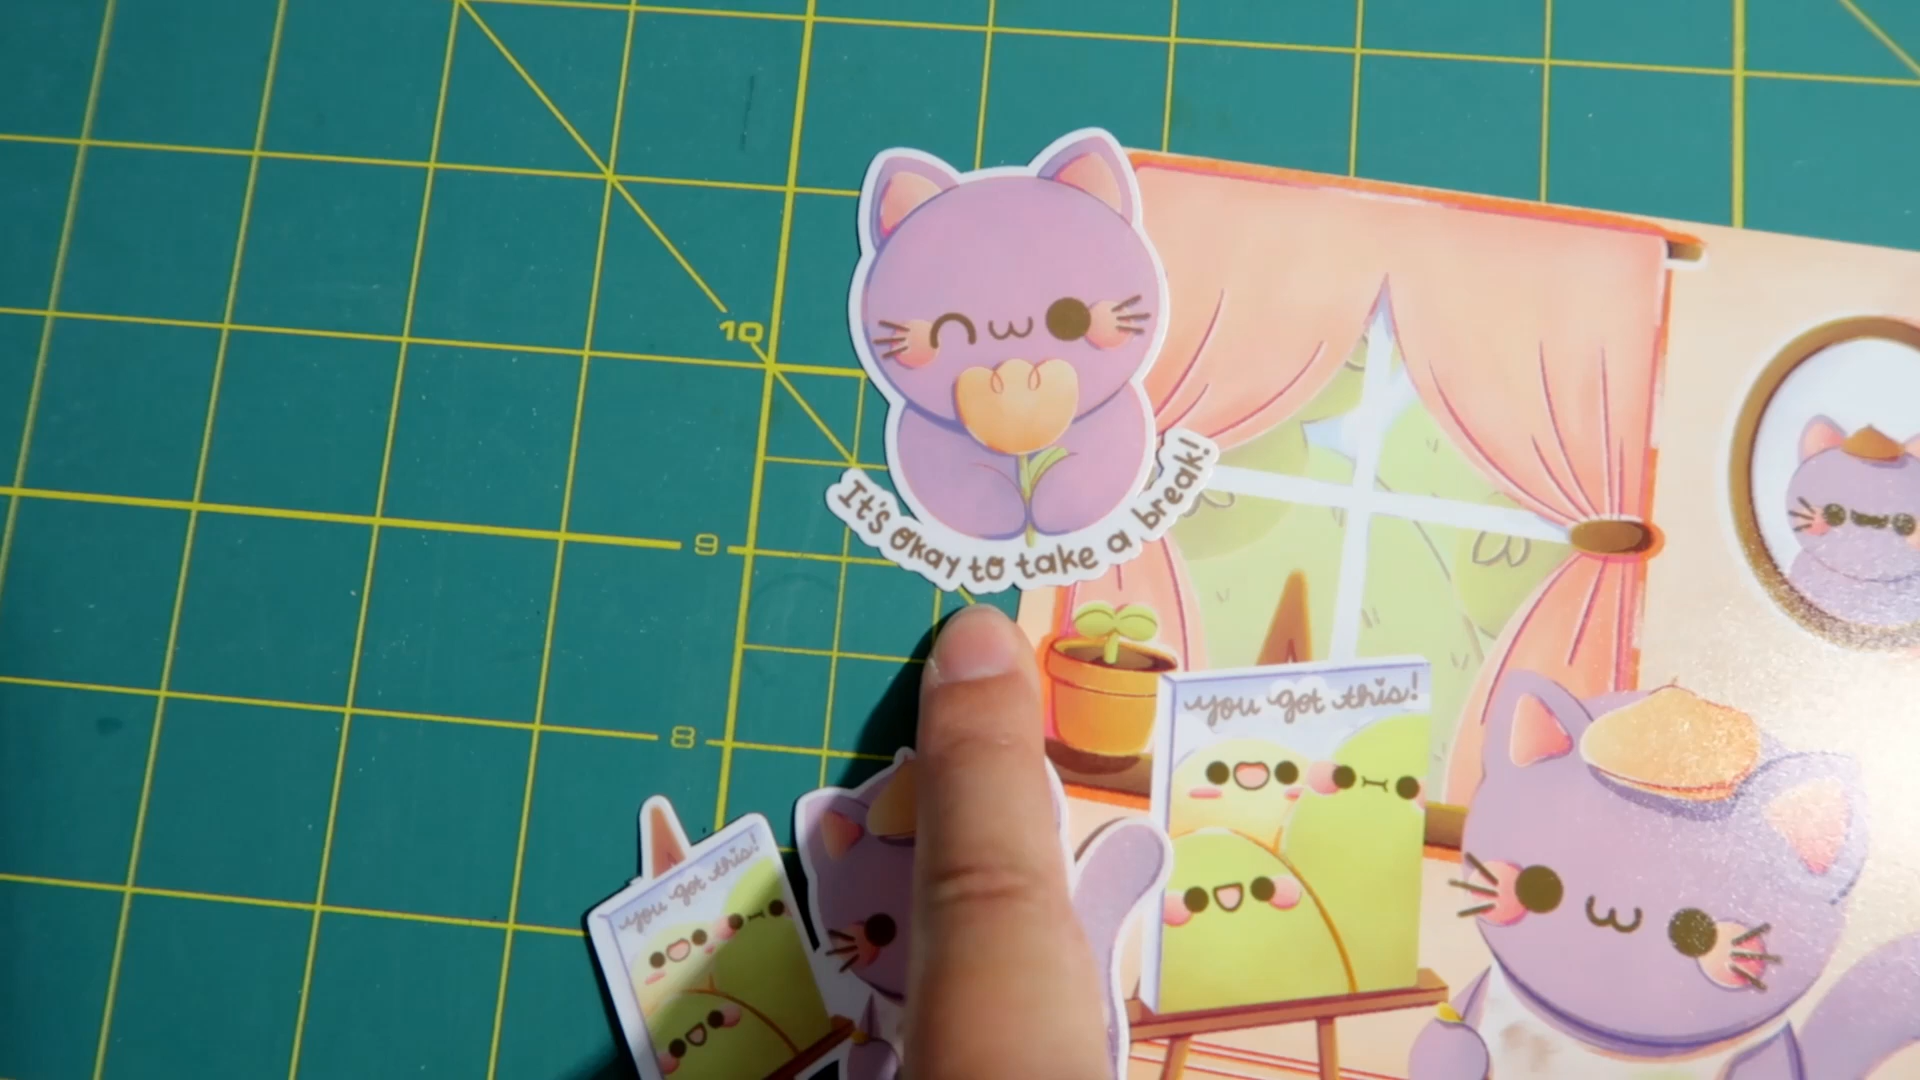 10
It's okay to take a break!
9
you got this!
8
you got this!